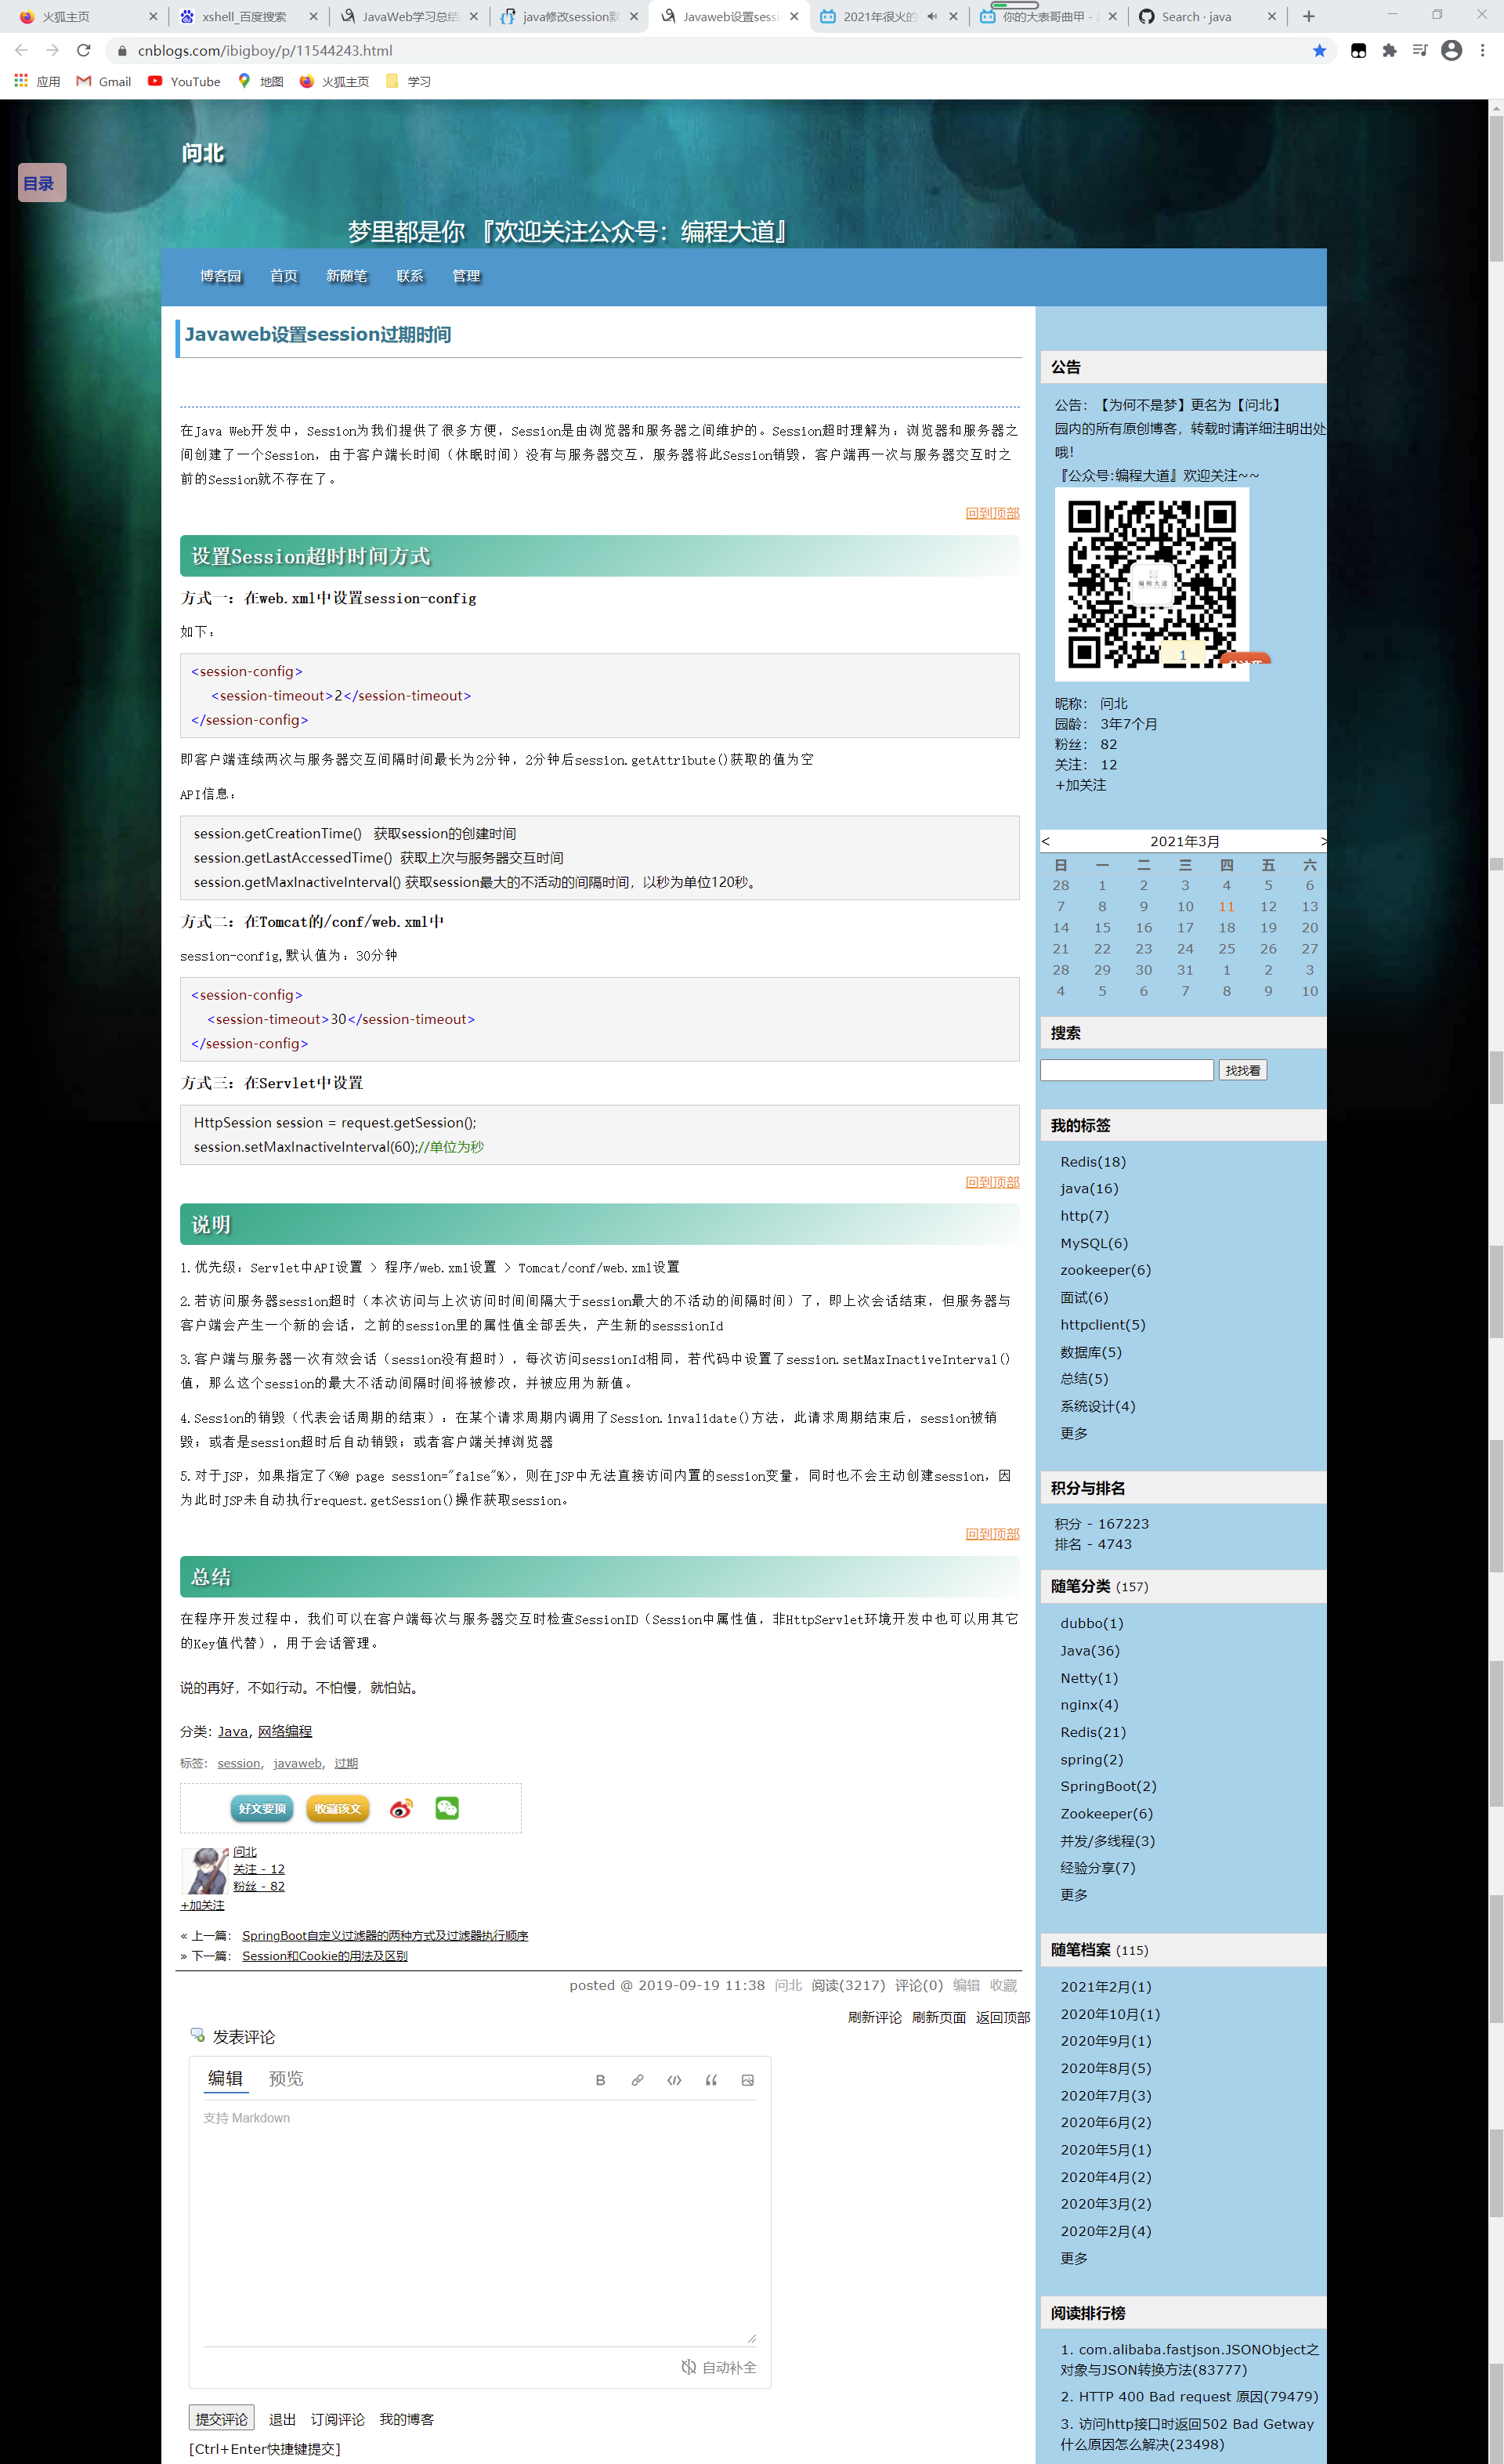 火狐主页
xshell_百度搜索
JavaWeb学习总结
java修改session默
Javaweb设置sessi
2021年很火的
你的大表哥曲甲 -
Search · java
cnblogs.com/ibigboy/p/11544243.html
应用 Gmail YouTube 地图 火狐主页 学习
目录
问北
梦里都是你 『欢迎关注公众号：编程大道』
博客园 首页 新随笔 联系 管理
Javaweb设置session过期时间
在Java Web开发中，Session为我们提供了很多方便，Session是由浏览器和服务器之间维护的。Session超时理解为：浏览器和服务器之
间创建了一个Session，由于客户端长时间（休眠时间）没有与服务器交互，服务器将此Session销毁，客户端再一次与服务器交互时之
前的Session就不存在了。
回到顶部
设置Session超时时间方式
方式一：在web.xml中设置session-config
如下：
<session-config>
<session-timeout>2</session-timeout>
</session-config>
即客户端连续两次与服务器交互间隔时间最长为2分钟，2分钟后session.getAttribute()获取的值为空
API信息：
session.getCreationTime() 获取session的创建时间
session.getLastAccessedTime() 获取上次与服务器交互时间
session.getMaxInactiveInterval() 获取session最大的不活动的间隔时间，以秒为单位120秒。
方式二：在Tomcat的/conf/web.xml中
session-config,默认值为：30分钟
<session-config>
<session-timeout>30</session-timeout>
</session-config>
方式三：在Servlet中设置
HttpSession session = request.getSession();
session.setMaxInactiveInterval(60);//单位为秒
回到顶部
说明
1.优先级：Servlet中API设置 > 程序/web.xml设置 > Tomcat/conf/web.xml设置
2.若访问服务器session超时（本次访问与上次访问时间间隔大于session最大的不活动的间隔时间）了，即上次会话结束，但服务器与
客户端会产生一个新的会话，之前的session里的属性值全部丢失，产生新的sesssionId
3.客户端与服务器一次有效会话（session没有超时），每次访问sessionId相同，若代码中设置了session.setMaxInactiveInterval()
值，那么这个session的最大不活动间隔时间将被修改，并被应用为新值。
4.Session的销毁（代表会话周期的结束）：在某个请求周期内调用了Session.invalidate()方法，此请求周期结束后，session被销
毁；或者是session超时后自动销毁；或者客户端关掉浏览器
5.对于JSP，如果指定了<%@ page session="false"%>，则在JSP中无法直接访问内置的session变量，同时也不会主动创建session，因
为此时JSP未自动执行request.getSession()操作获取session。
回到顶部
总结
在程序开发过程中，我们可以在客户端每次与服务器交互时检查SessionID（Session中属性值，非HttpServlet环境开发中也可以用其它
的Key值代替），用于会话管理。
说的再好，不如行动。不怕慢，就怕站。
分类: Java, 网络编程
标签: session, javaweb, 过期
好文要顶 收藏该文
问北
关注 - 12
粉丝 - 82
+加关注
« 上一篇： SpringBoot自定义过滤器的两种方式及过滤器执行顺序
» 下一篇： Session和Cookie的用法及区别
posted @ 2019-09-19 11:38 问北 阅读(3217) 评论(0) 编辑 收藏
刷新评论 刷新页面 返回顶部
发表评论
编辑 预览
支持 Markdown
自动补全
提交评论 退出 订阅评论 我的博客
[Ctrl+Enter快捷键提交]
公告
公告：【为何不是梦】更名为【问北】
园内的所有原创博客，转载时请详细注明出处
哦！
『公众号:编程大道』欢迎关注~~
编程大道
1
昵称： 问北
园龄： 3年7个月
粉丝： 82
关注： 12
+加关注
< 2021年3月 >
日 一 二 三 四 五 六
28 1 2 3 4 5 6
7 8 9 10 11 12 13
14 15 16 17 18 19 20
21 22 23 24 25 26 27
28 29 30 31 1 2 3
4 5 6 7 8 9 10
搜索
找找看
我的标签
Redis(18)
java(16)
http(7)
MySQL(6)
zookeeper(6)
面试(6)
httpclient(5)
数据库(5)
总结(5)
系统设计(4)
更多
积分与排名
积分 - 167223
排名 - 4743
随笔分类 (157)
dubbo(1)
Java(36)
Netty(1)
nginx(4)
Redis(21)
spring(2)
SpringBoot(2)
Zookeeper(6)
并发/多线程(3)
经验分享(7)
更多
随笔档案 (115)
2021年2月(1)
2020年10月(1)
2020年9月(1)
2020年8月(5)
2020年7月(3)
2020年6月(2)
2020年5月(1)
2020年4月(2)
2020年3月(2)
2020年2月(4)
更多
阅读排行榜
1. com.alibaba.fastjson.JSONObject之
对象与JSON转换方法(83777)
2. HTTP 400 Bad request 原因(79479)
3. 访问http接口时返回502 Bad Getway
什么原因怎么解决(23498)